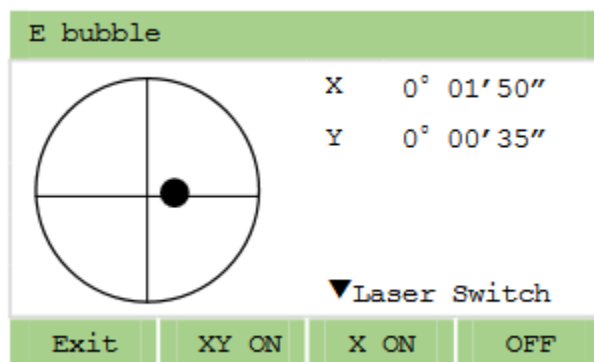 E bubble
X 0° 01′50″
Y 0° 00′35″
▼Laser Switch
Exit XY ON X ON OFF